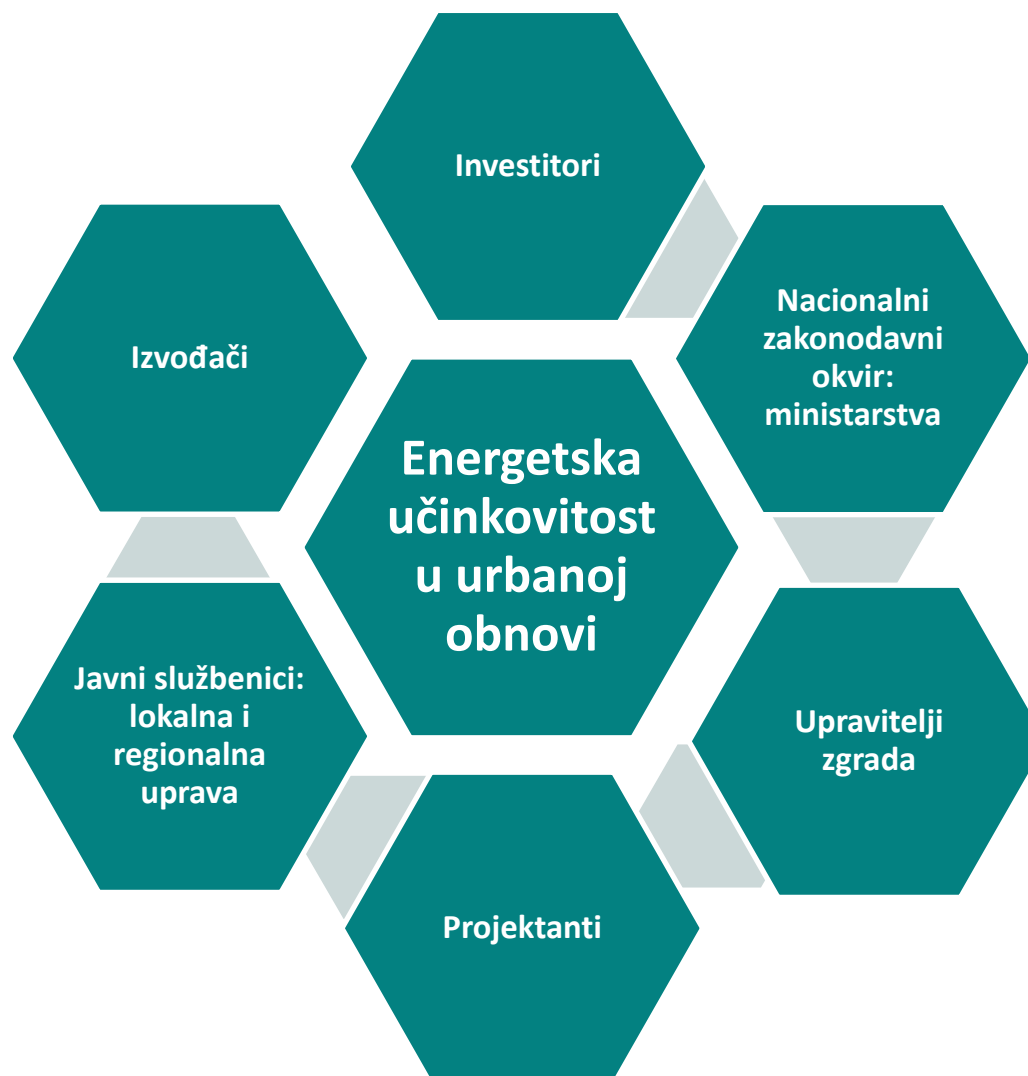 Investitori
Nacionalni
zakonodavni
okvir:
ministarstva
Izvođači
Energetska
učinkovitost
u urbanoj
obnovi
Javni službenici:
lokalna i
regionalna
uprava
Upravitelji
zgrada
Projektanti